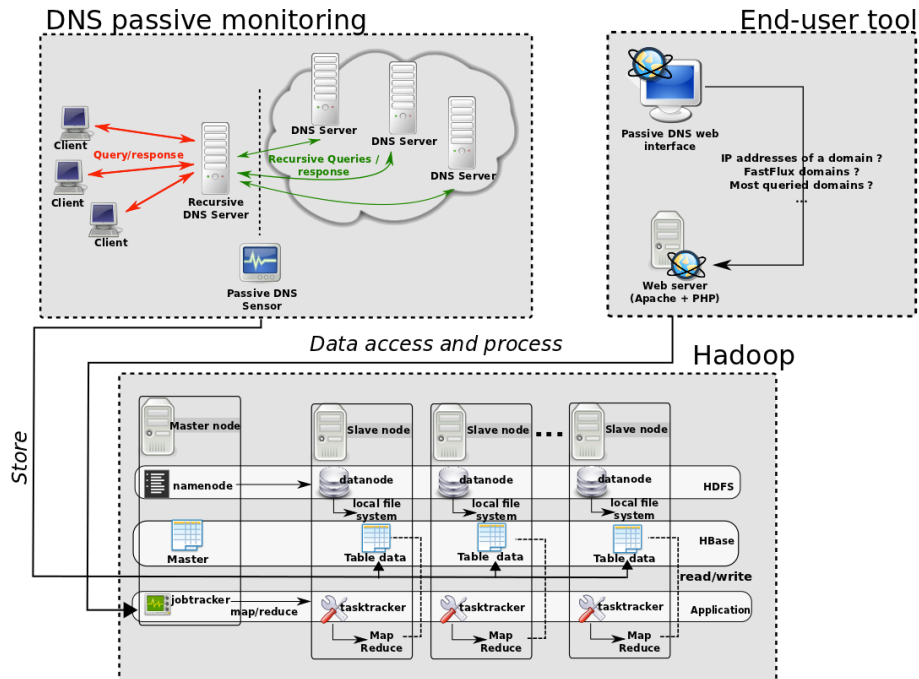 DNS passive monitoring
End-user tool
DNS Server
DNS Server
DNS Server
Client
Query/response
Client
Client
Recursive
DNS Server
Recursive Queries /
response
Passive DNS
Sensor
Passive DNS web
interface
IP addresses of a domain ?
FastFlux domains ?
Most queried domains ?
...
Web server
(Apache + PHP)
Data access and process
Store
Hadoop
Master node
Slave node
Slave node
...
Slave node
namenode
datanode
datanode
datanode
HDFS
local file
system
local file
system
local file
system
Master
Table data
Table data
Table data
HBase
read/write
jobtracker
map/reduce
tasktracker
tasktracker
tasktracker
Application
Map
Reduce
Map
Reduce
Map
Reduce